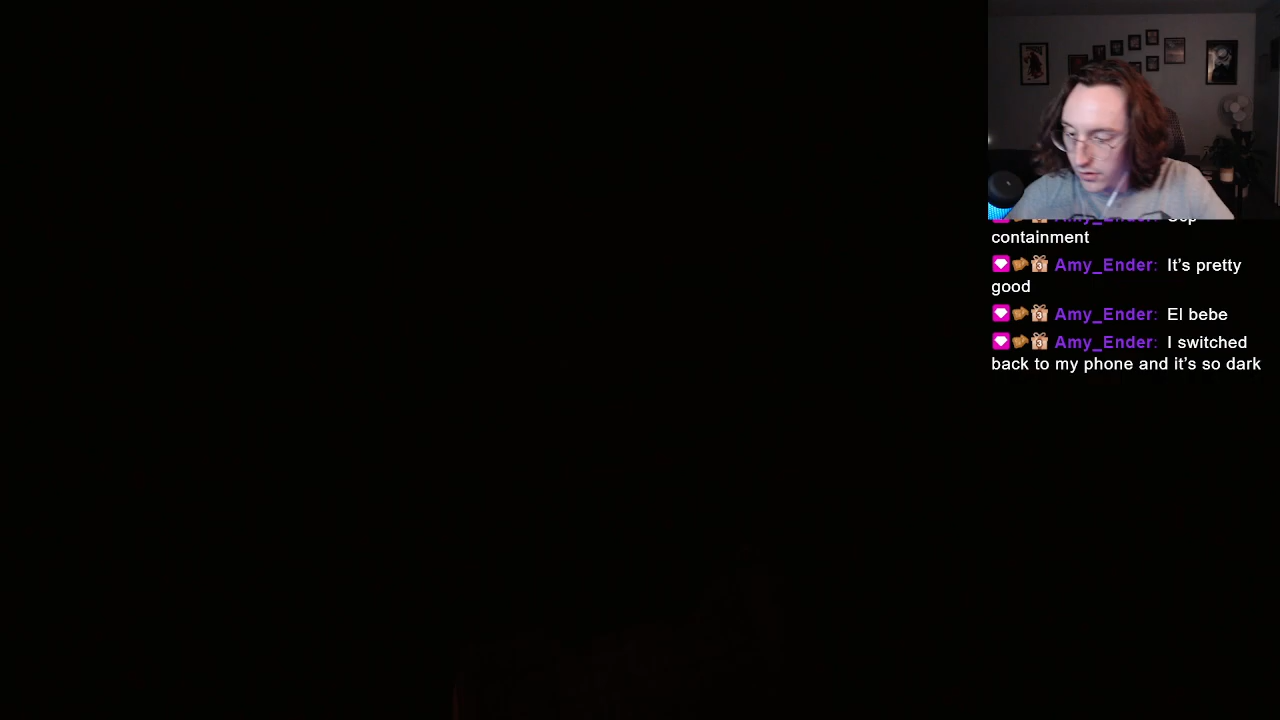 containment
Amy_Ender: It's pretty
good
Amy_Ender: El bebe
Amy_Ender: I switched
back to my phone and it's so dark